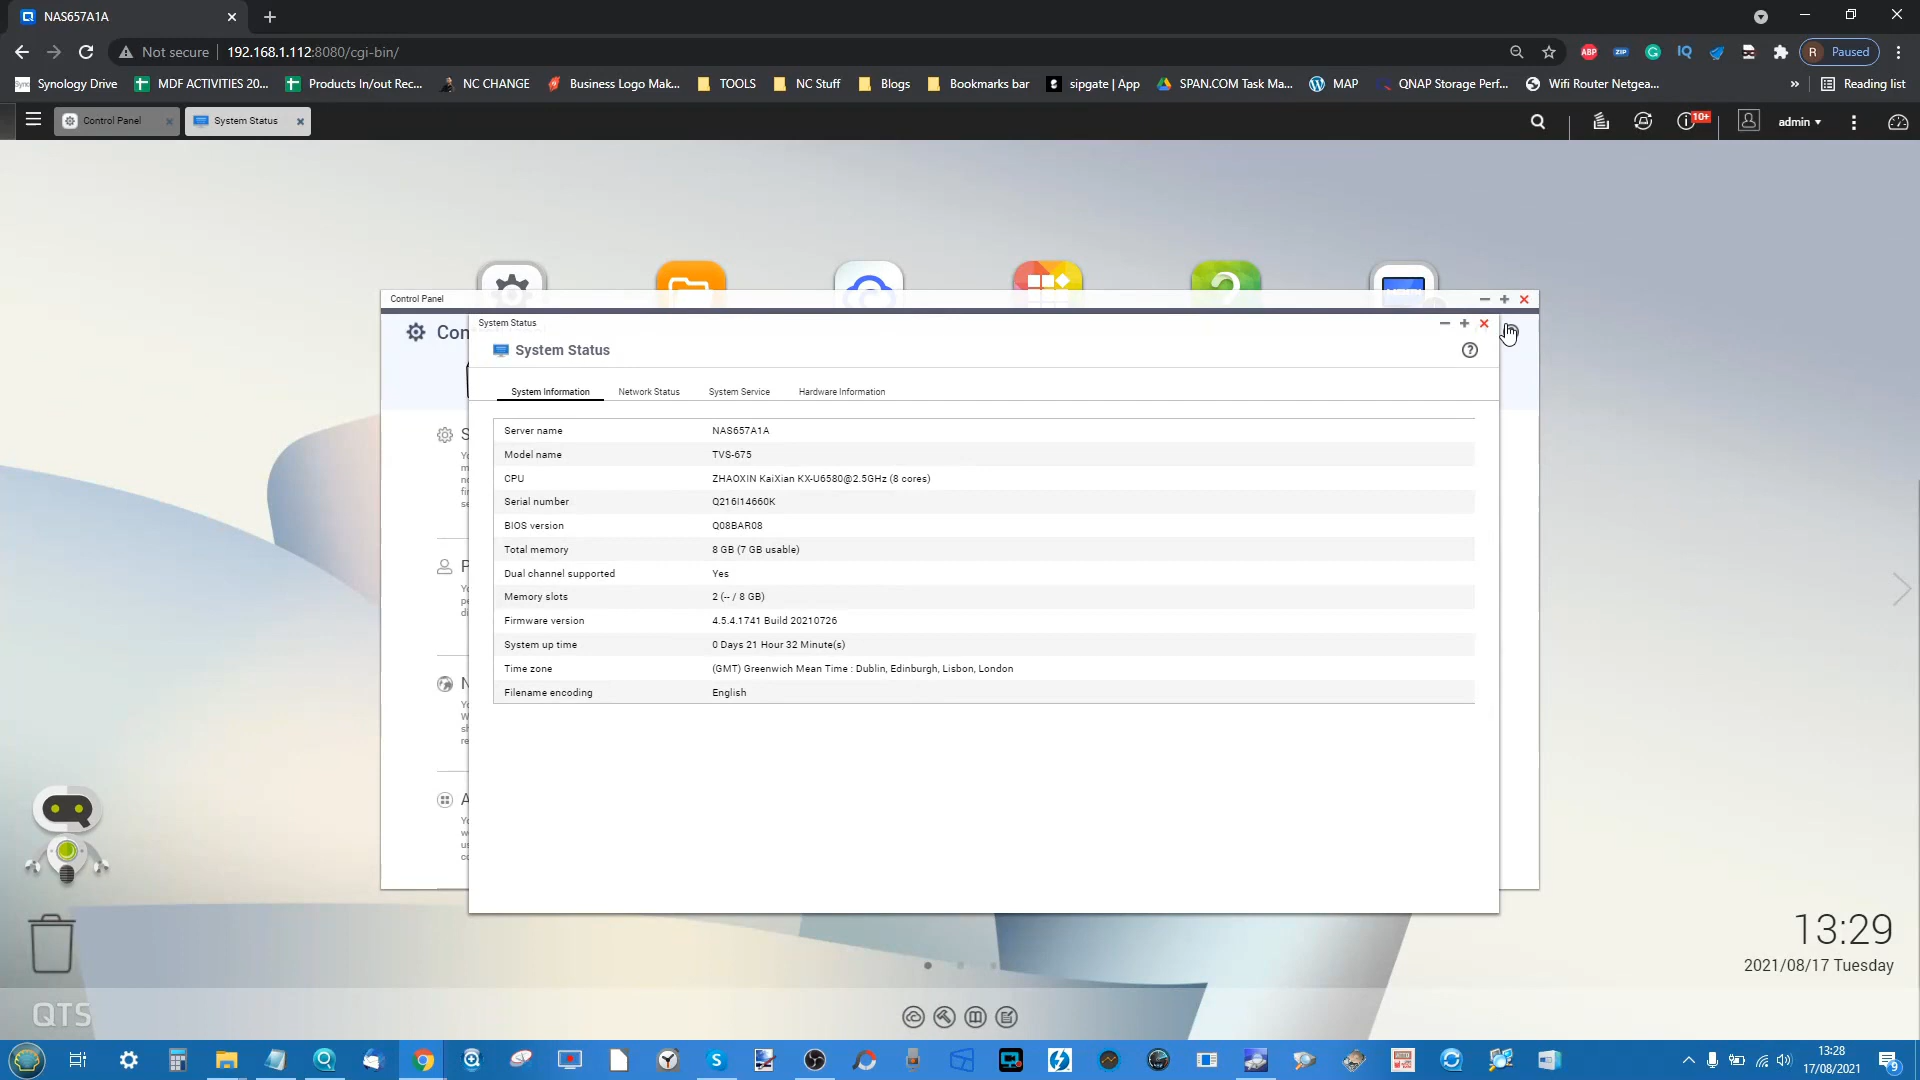 NAS657A1A
Not secure 192.168.1.112:8080/cgi-bin/
ABP ZIP IQ R Paused
Synology Drive MDF ACTIVITIES 20... Products In/out Rec... NC CHANGE Business Logo Mak... TOOLS NC Stuff Blogs Bookmarks bar sipgate | App SPAN.COM Task Ma... MAP QNAP Storage Perf... Wifi Router Netgea... » Reading list
Control Panel System Status 10+ admin
Control Panel
Con
System Status
System Status
System Information Network Status System Service Hardware Information
Server name NAS657A1A
Model name TVS-675
CPU ZHAOXIN KaiXian KX-U6580@2.5GHz (8 cores)
Serial number Q216I14660K
BIOS version Q08BAR08
Total memory 8 GB (7 GB usable)
Dual channel supported Yes
Memory slots 2 (-- / 8 GB)
Firmware version 4.5.4.1741 Build 20210726
System up time 0 Days 21 Hour 32 Minute(s)
Time zone (GMT) Greenwich Mean Time : Dublin, Edinburgh, Lisbon, London
Filename encoding English
13:29
2021/08/17 Tuesday
QTS
13:28
17/08/2021
9